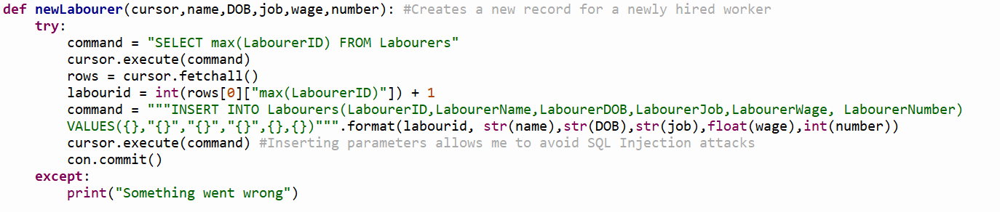 def newLabourer(cursor,name,DOB,job,wage,number): #Creates a new record for a newly hired worker
    try:
        command = "SELECT max(LabourerID) FROM Labourers"
        cursor.execute(command)
        rows = cursor.fetchall()
        labourid = int(rows[0]["max(LabourerID)"]) + 1
        command = """INSERT INTO Labourers(LabourerID,LabourerName,LabourerDOB,LabourerJob,LabourerWage, LabourerNumber)
        VALUES({},"{}","{}","{}",{},{})""".format(labourid, str(name),str(DOB),str(job),float(wage),int(number))
        cursor.execute(command) #Inserting parameters allows me to avoid SQL Injection attacks
        con.commit()
    except:
        print("Something went wrong")